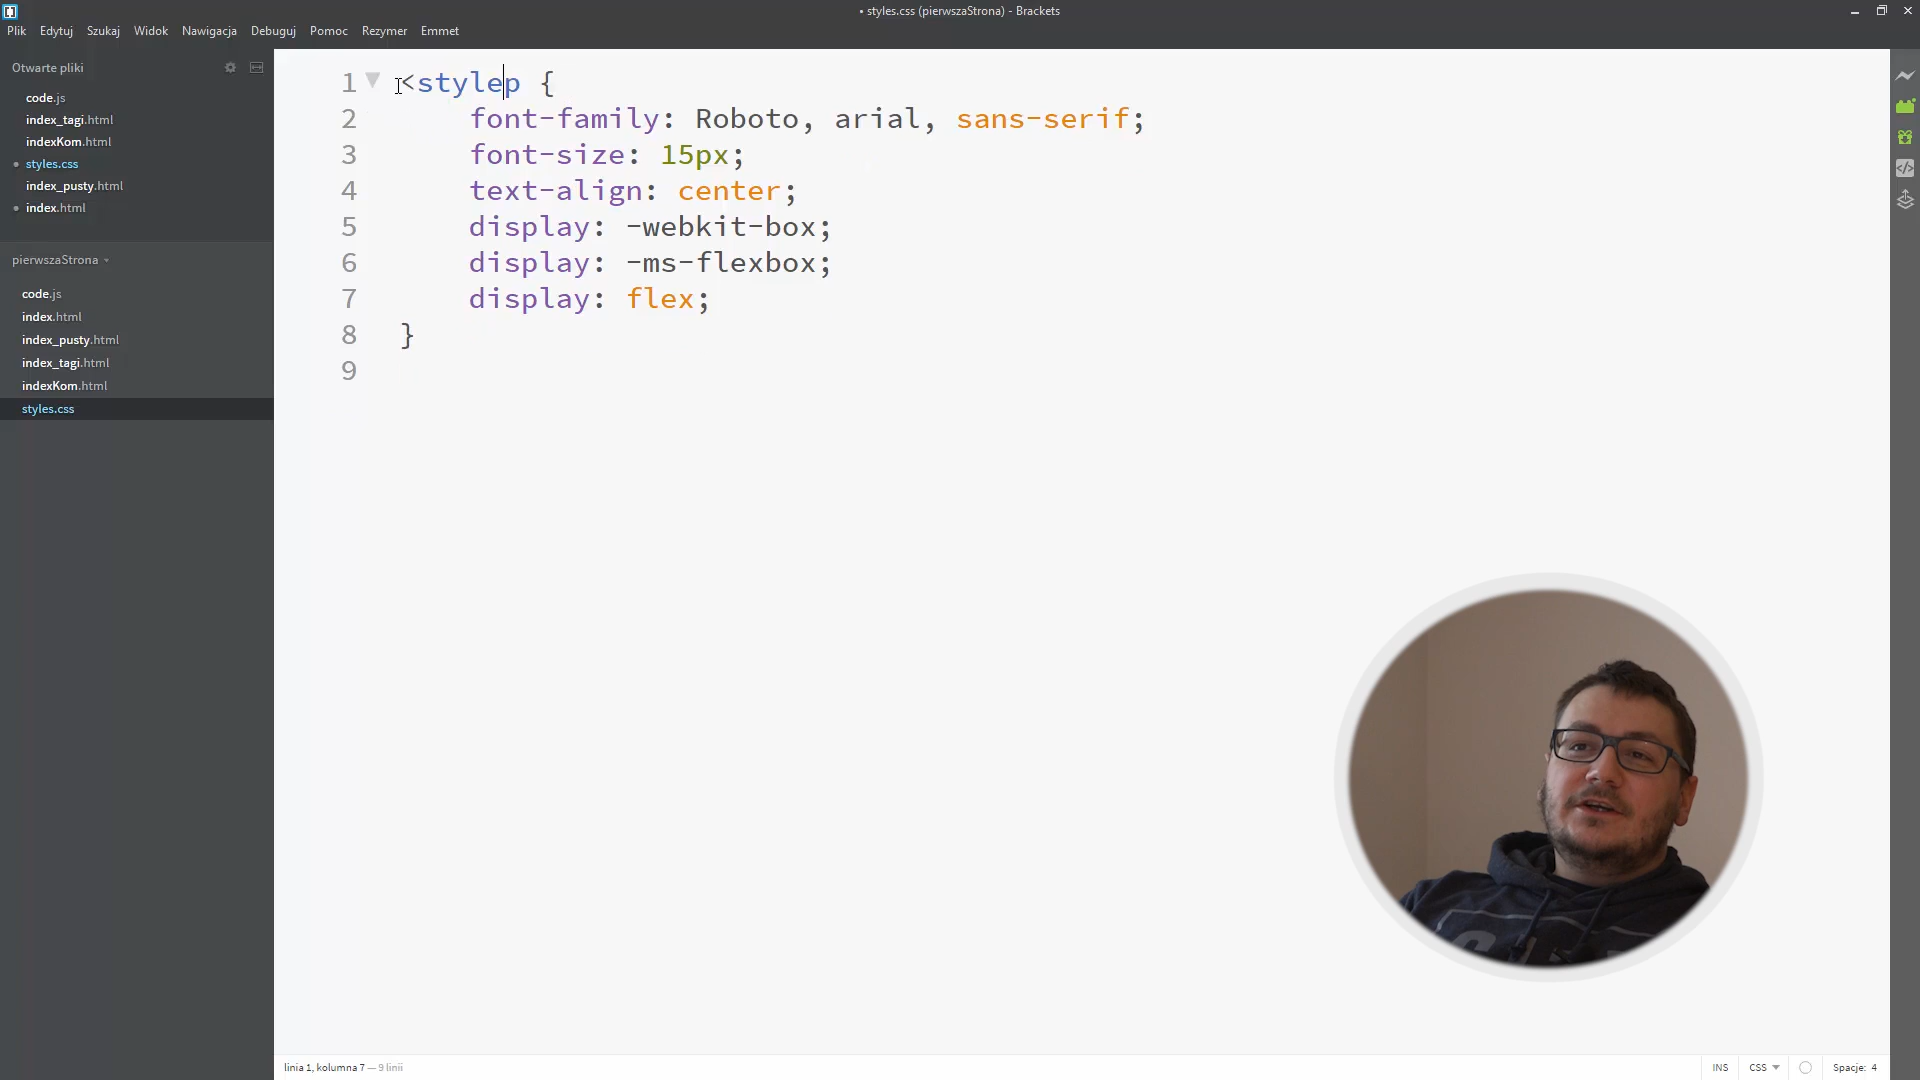 • styles.css (pierwszaStrona) - Brackets
Plik Edytuj Szukaj Widok Nawigacja Debuguj Pomoc Rezymer Emmet
Otwarte pliki
code.js
index_tagi.html
indexKom.html
• styles.css
index_pusty.html
• index.html
pierwszaStrona
code.js
index.html
index_pusty.html
index_tagi.html
indexKom.html
styles.css
1 <stylep {
2 font-family: Roboto, arial, sans-serif;
3 font-size: 15px;
4 text-align: center;
5 display: -webkit-box;
6 display: -ms-flexbox;
7 display: flex;
8 }
9
linia 1, kolumna 7 — 9 linii
INS CSS Spacje: 4